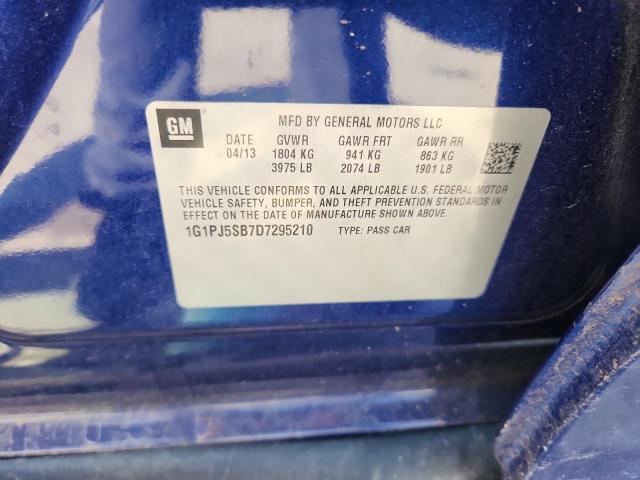 GM
MFD BY GENERAL MOTORS LLC
DATE GVWR GAWR FRT GAWR RR
04/13 1804 KG 941 KG 863 KG
3975 LB 2074 LB 1901 LB
THIS VEHICLE CONFORMS TO ALL APPLICABLE U.S. FEDERAL MOTOR
VEHICLE SAFETY, BUMPER, AND THEFT PREVENTION STANDARDS
IN EFFECT ON THE DATE OF MANUFACTURE SHOWN ABOVE.
1G1PJ5SB7D7295210 TYPE: PASS CAR